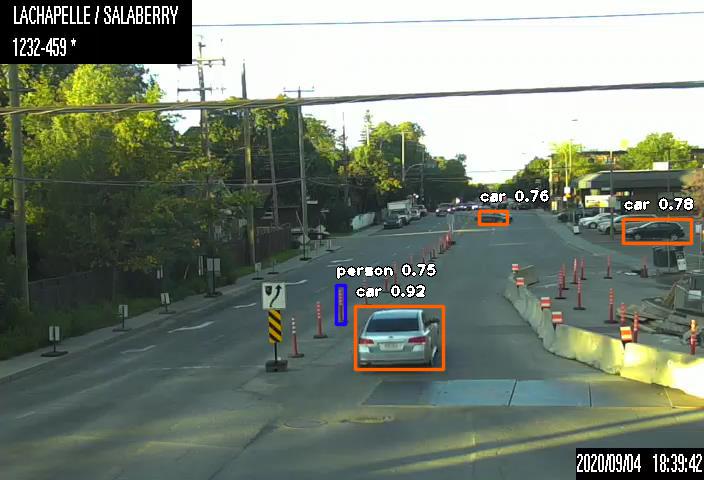 LACHAPELLE / SALABERRY
1232-459 *
car 0.76
car 0.78
person 0.75
car 0.92
2020/09/04 18:39:42